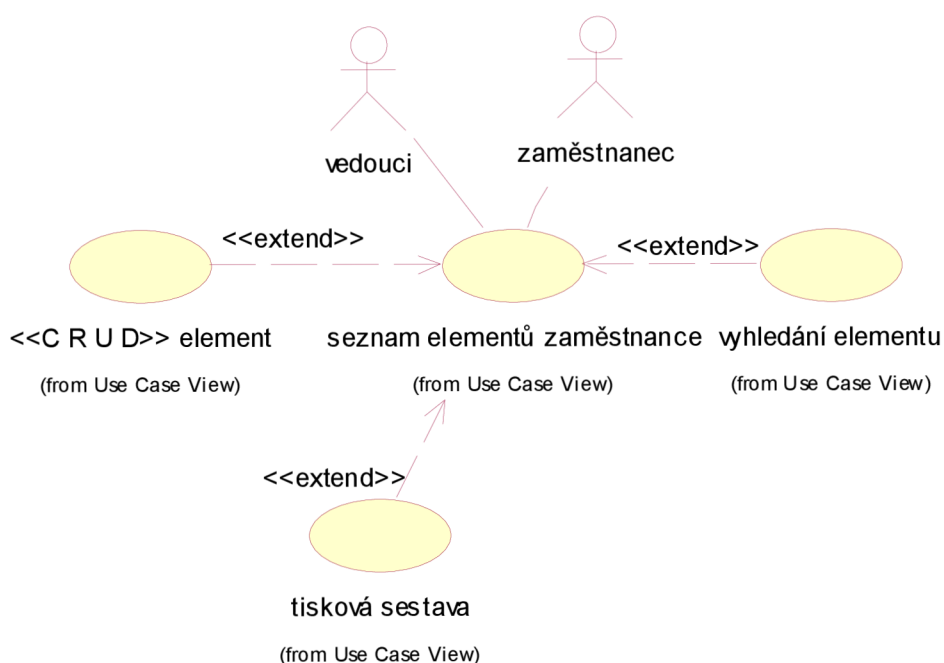 vedouci
zaměstnanec
<<extend>>
<<extend>>
<<C R U D>> element
seznam elementů zaměstnance
vyhledání elementu
(from Use Case View)
(from Use Case View)
(from Use Case View)
<<extend>>
tisková sestava
(from Use Case View)